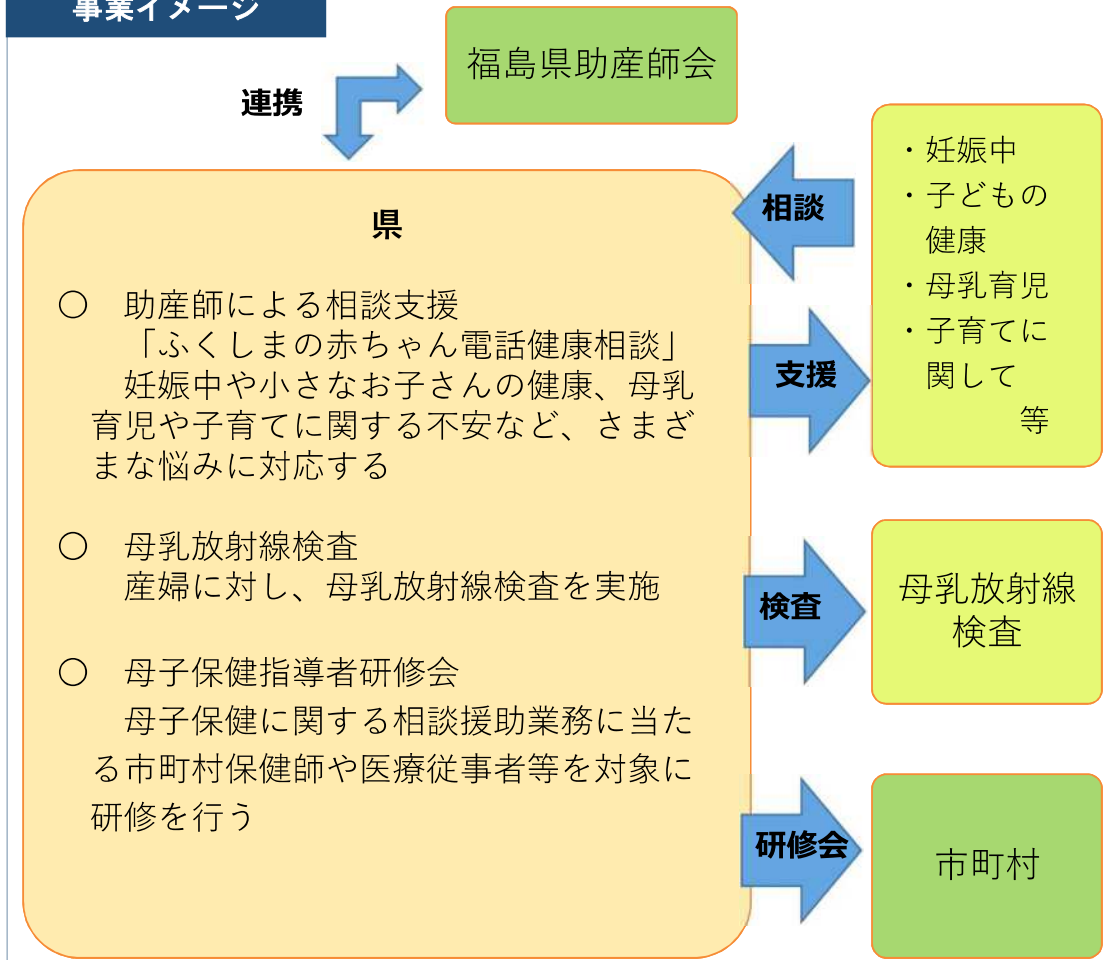 事業イメージ
福島県助産師会
連携
県
○　助産師による相談支援
「ふくしまの赤ちゃん電話健康相談」
妊娠中や小さなお子さんの健康、母乳
育児や子育てに関する不安など、さまざ
まな悩みに対応する
○　母乳放射線検査
産婦に対し、母乳放射線検査を実施
○　母子保健指導者研修会
母子保健に関する相談援助業務に当た
る市町村保健師や医療従事者等を対象に
研修を行う
相談
支援
・妊娠中
・子どもの
健康
・母乳育児
・子育てに
関して
等
検査
母乳放射線
検査
研修会
市町村